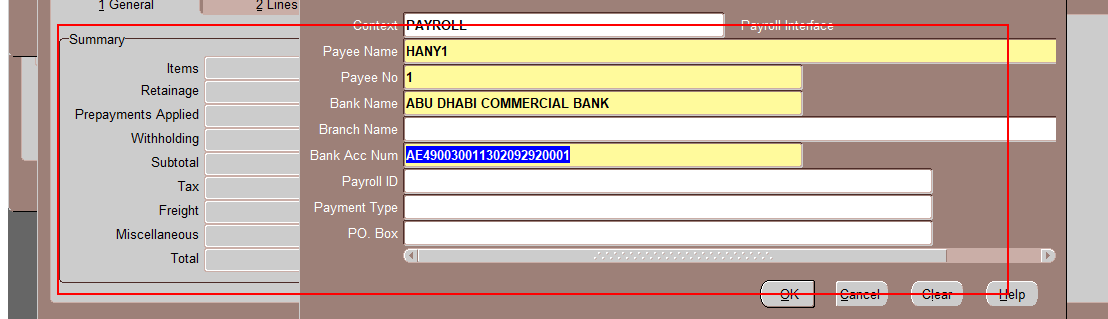 1 General
2 Lines
Summary
Items
Retainage
Prepayments Applied
Withholding
Subtotal
Tax
Freight
Miscellaneous
Total
Context PAYROLL Payroll Interface
Payee Name HANY1
Payee No 1
Bank Name ABU DHABI COMMERCIAL BANK
Branch Name
Bank Acc Num AE490030011302092920001
Payroll ID
Payment Type
PO. Box
OK Cancel Clear Help